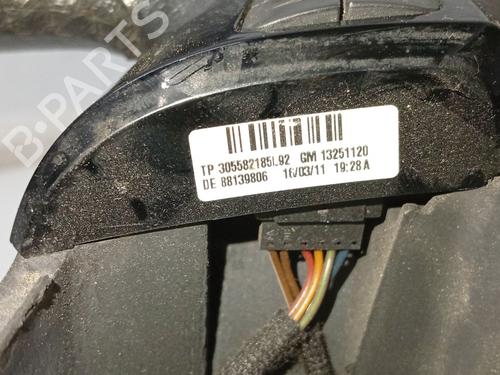 B-PARTS
TP 305582185L92 GM 13251120
DE 88139806 16/03/11 19:28 A